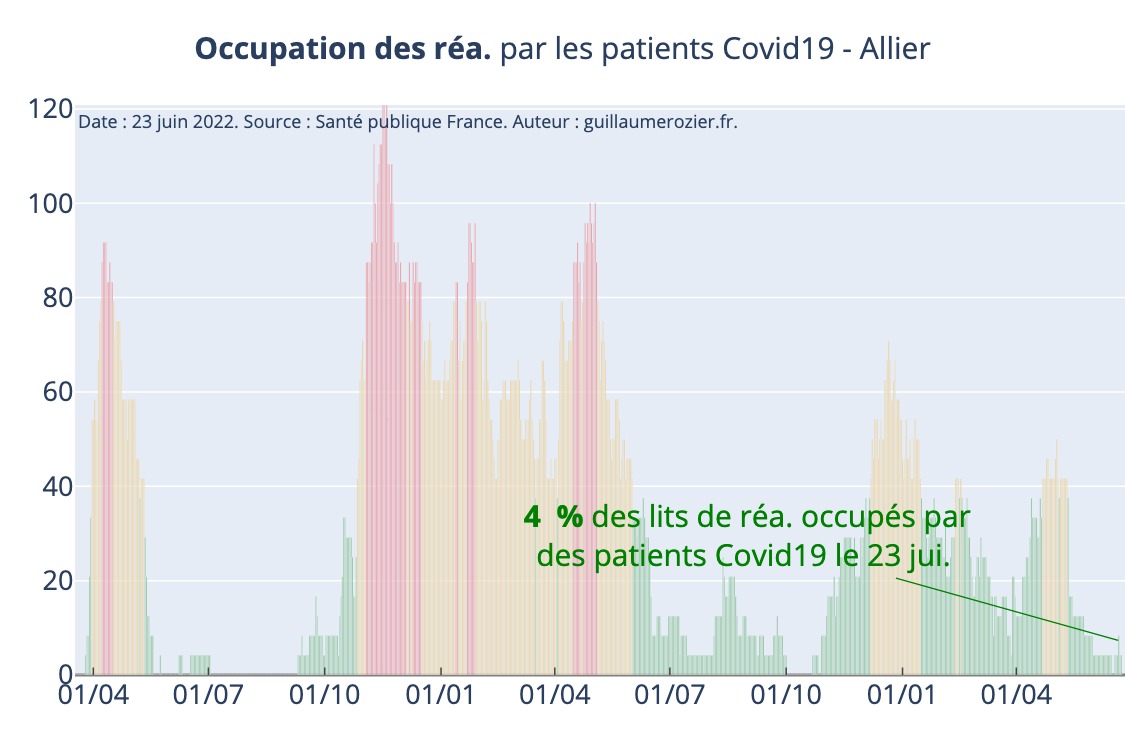 Occupation des réa. par les patients Covid19 - Allier
120
Date : 23 juin 2022. Source : Santé publique France. Auteur : guillaumerozier.fr.
100
80
60
40
4 % des lits de réa. occupés par
des patients Covid19 le 23 jui.
20
0
01/04 01/07 01/10 01/01 01/04 01/07 01/10 01/01 01/04